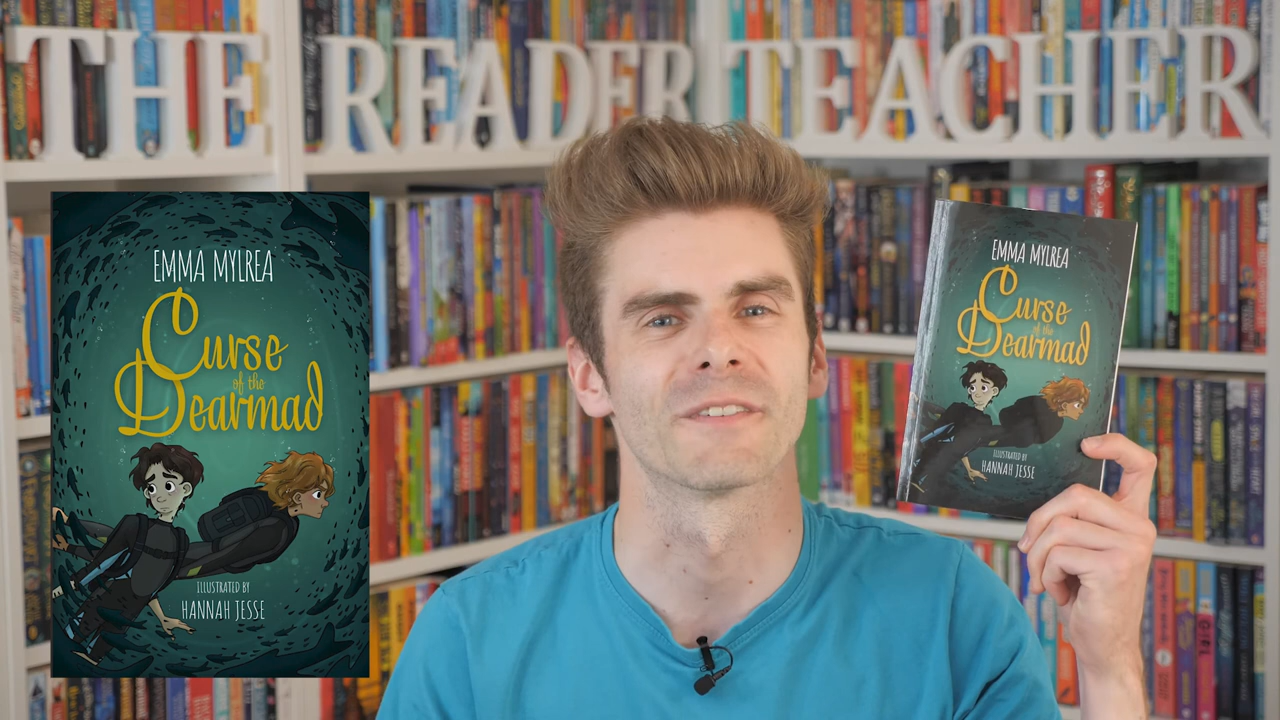 THE READER TEACHER
EMMA MYLREA
Curse
of the
Dearmad
ILLUSTRATED BY
HANNAH JESSE
EMMA MYLREA
Curse
of the
Dearmad
ILLUSTRATED BY
HANNAH JESSE